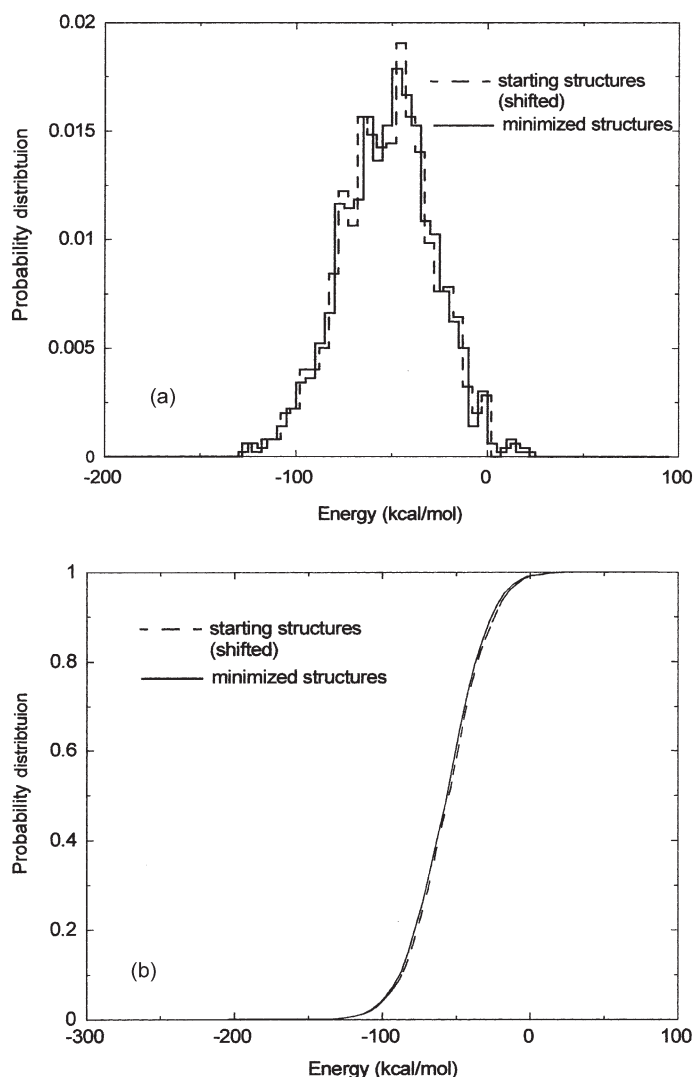 0.02
0.015
0.01
0.005
0
Probability distribtuion
starting structures
(shifted)
minimized structures
(a)
-200
-100
0
100
Energy (kcal/mol)
1
0.8
0.6
0.4
0.2
0
Probability distribtuion
starting structures
(shifted)
minimized structures
(b)
-300
-200
-100
0
100
Energy (kcal/mol)